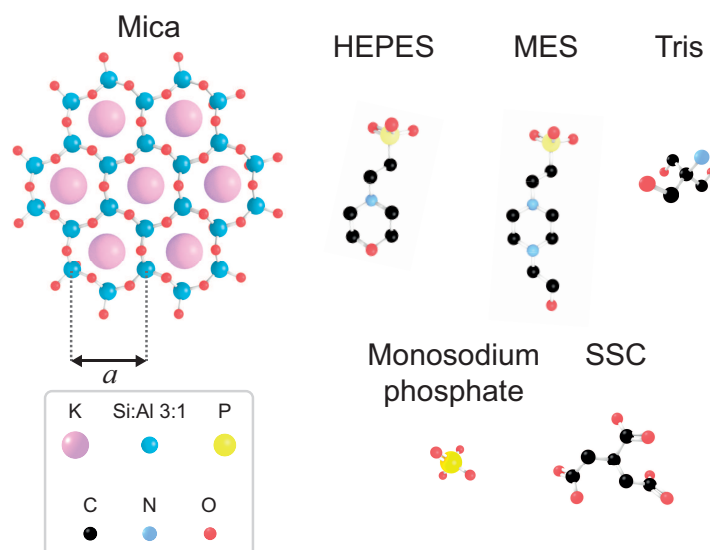 Mica
HEPES
MES
Tris
a
Monosodium
phosphate
SSC
K
Si:Al 3:1
P
C
N
O